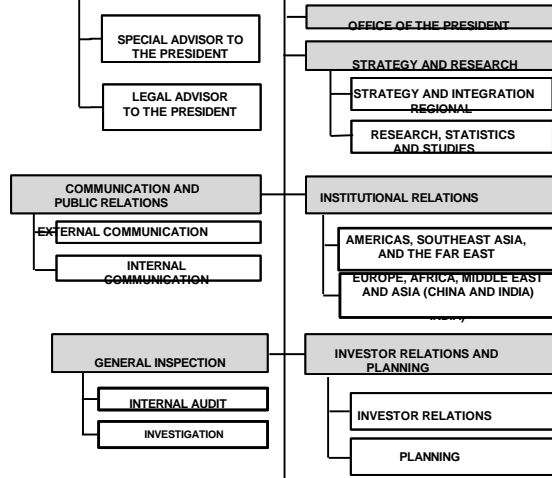 OFFICE OF THE PRESIDENT
SPECIAL ADVISOR TO
THE PRESIDENT
STRATEGY AND RESEARCH
LEGAL ADVISOR
TO THE PRESIDENT
STRATEGY AND INTEGRATION
REGIONAL
RESEARCH, STATISTICS
AND STUDIES
COMMUNICATION AND
PUBLIC RELATIONS
INSTITUTIONAL RELATIONS
EXTERNAL COMMUNICATION
INTERNAL
COMMUNICATION
AMERICAS, SOUTHEAST ASIA,
AND THE FAR EAST
EUROPE, AFRICA, MIDDLE EAST
AND ASIA (CHINA AND INDIA)
INDIA)
GENERAL INSPECTION
INVESTOR RELATIONS AND
PLANNING
INTERNAL AUDIT
INVESTIGATION
INVESTOR RELATIONS
PLANNING